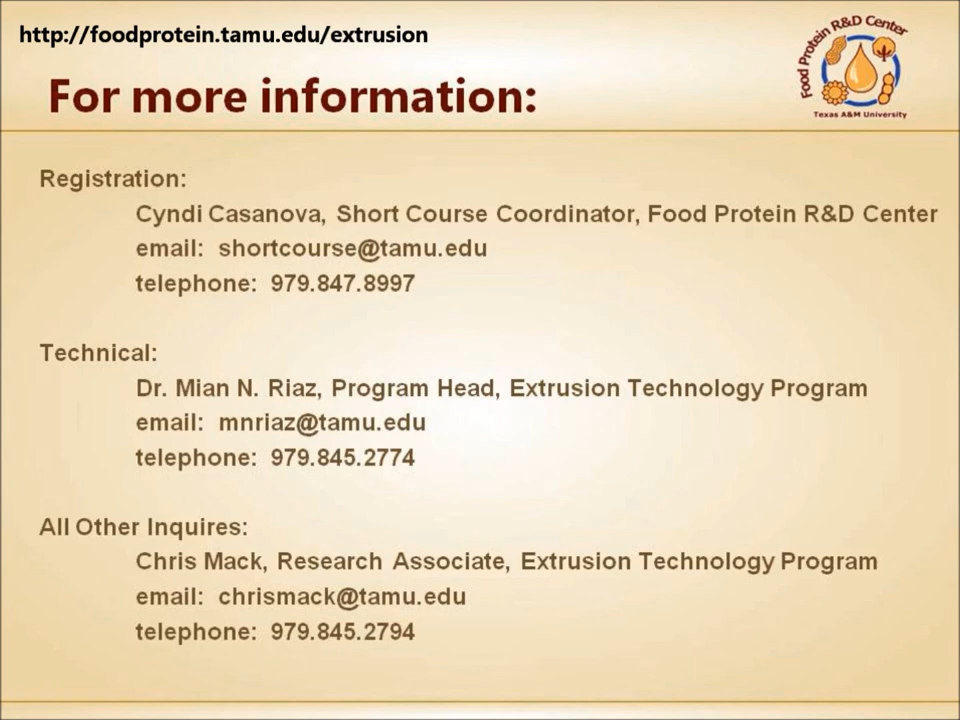 http://foodprotein.tamu.edu/extrusion
Food Protein R&D Center
Texas A&M University
For more information:
Registration:
Cyndi Casanova, Short Course Coordinator, Food Protein R&D Center
email: shortcourse@tamu.edu
telephone: 979.847.8997
Technical:
Dr. Mian N. Riaz, Program Head, Extrusion Technology Program
email: mnriaz@tamu.edu
telephone: 979.845.2774
All Other Inquires:
Chris Mack, Research Associate, Extrusion Technology Program
email: chrismack@tamu.edu
telephone: 979.845.2794